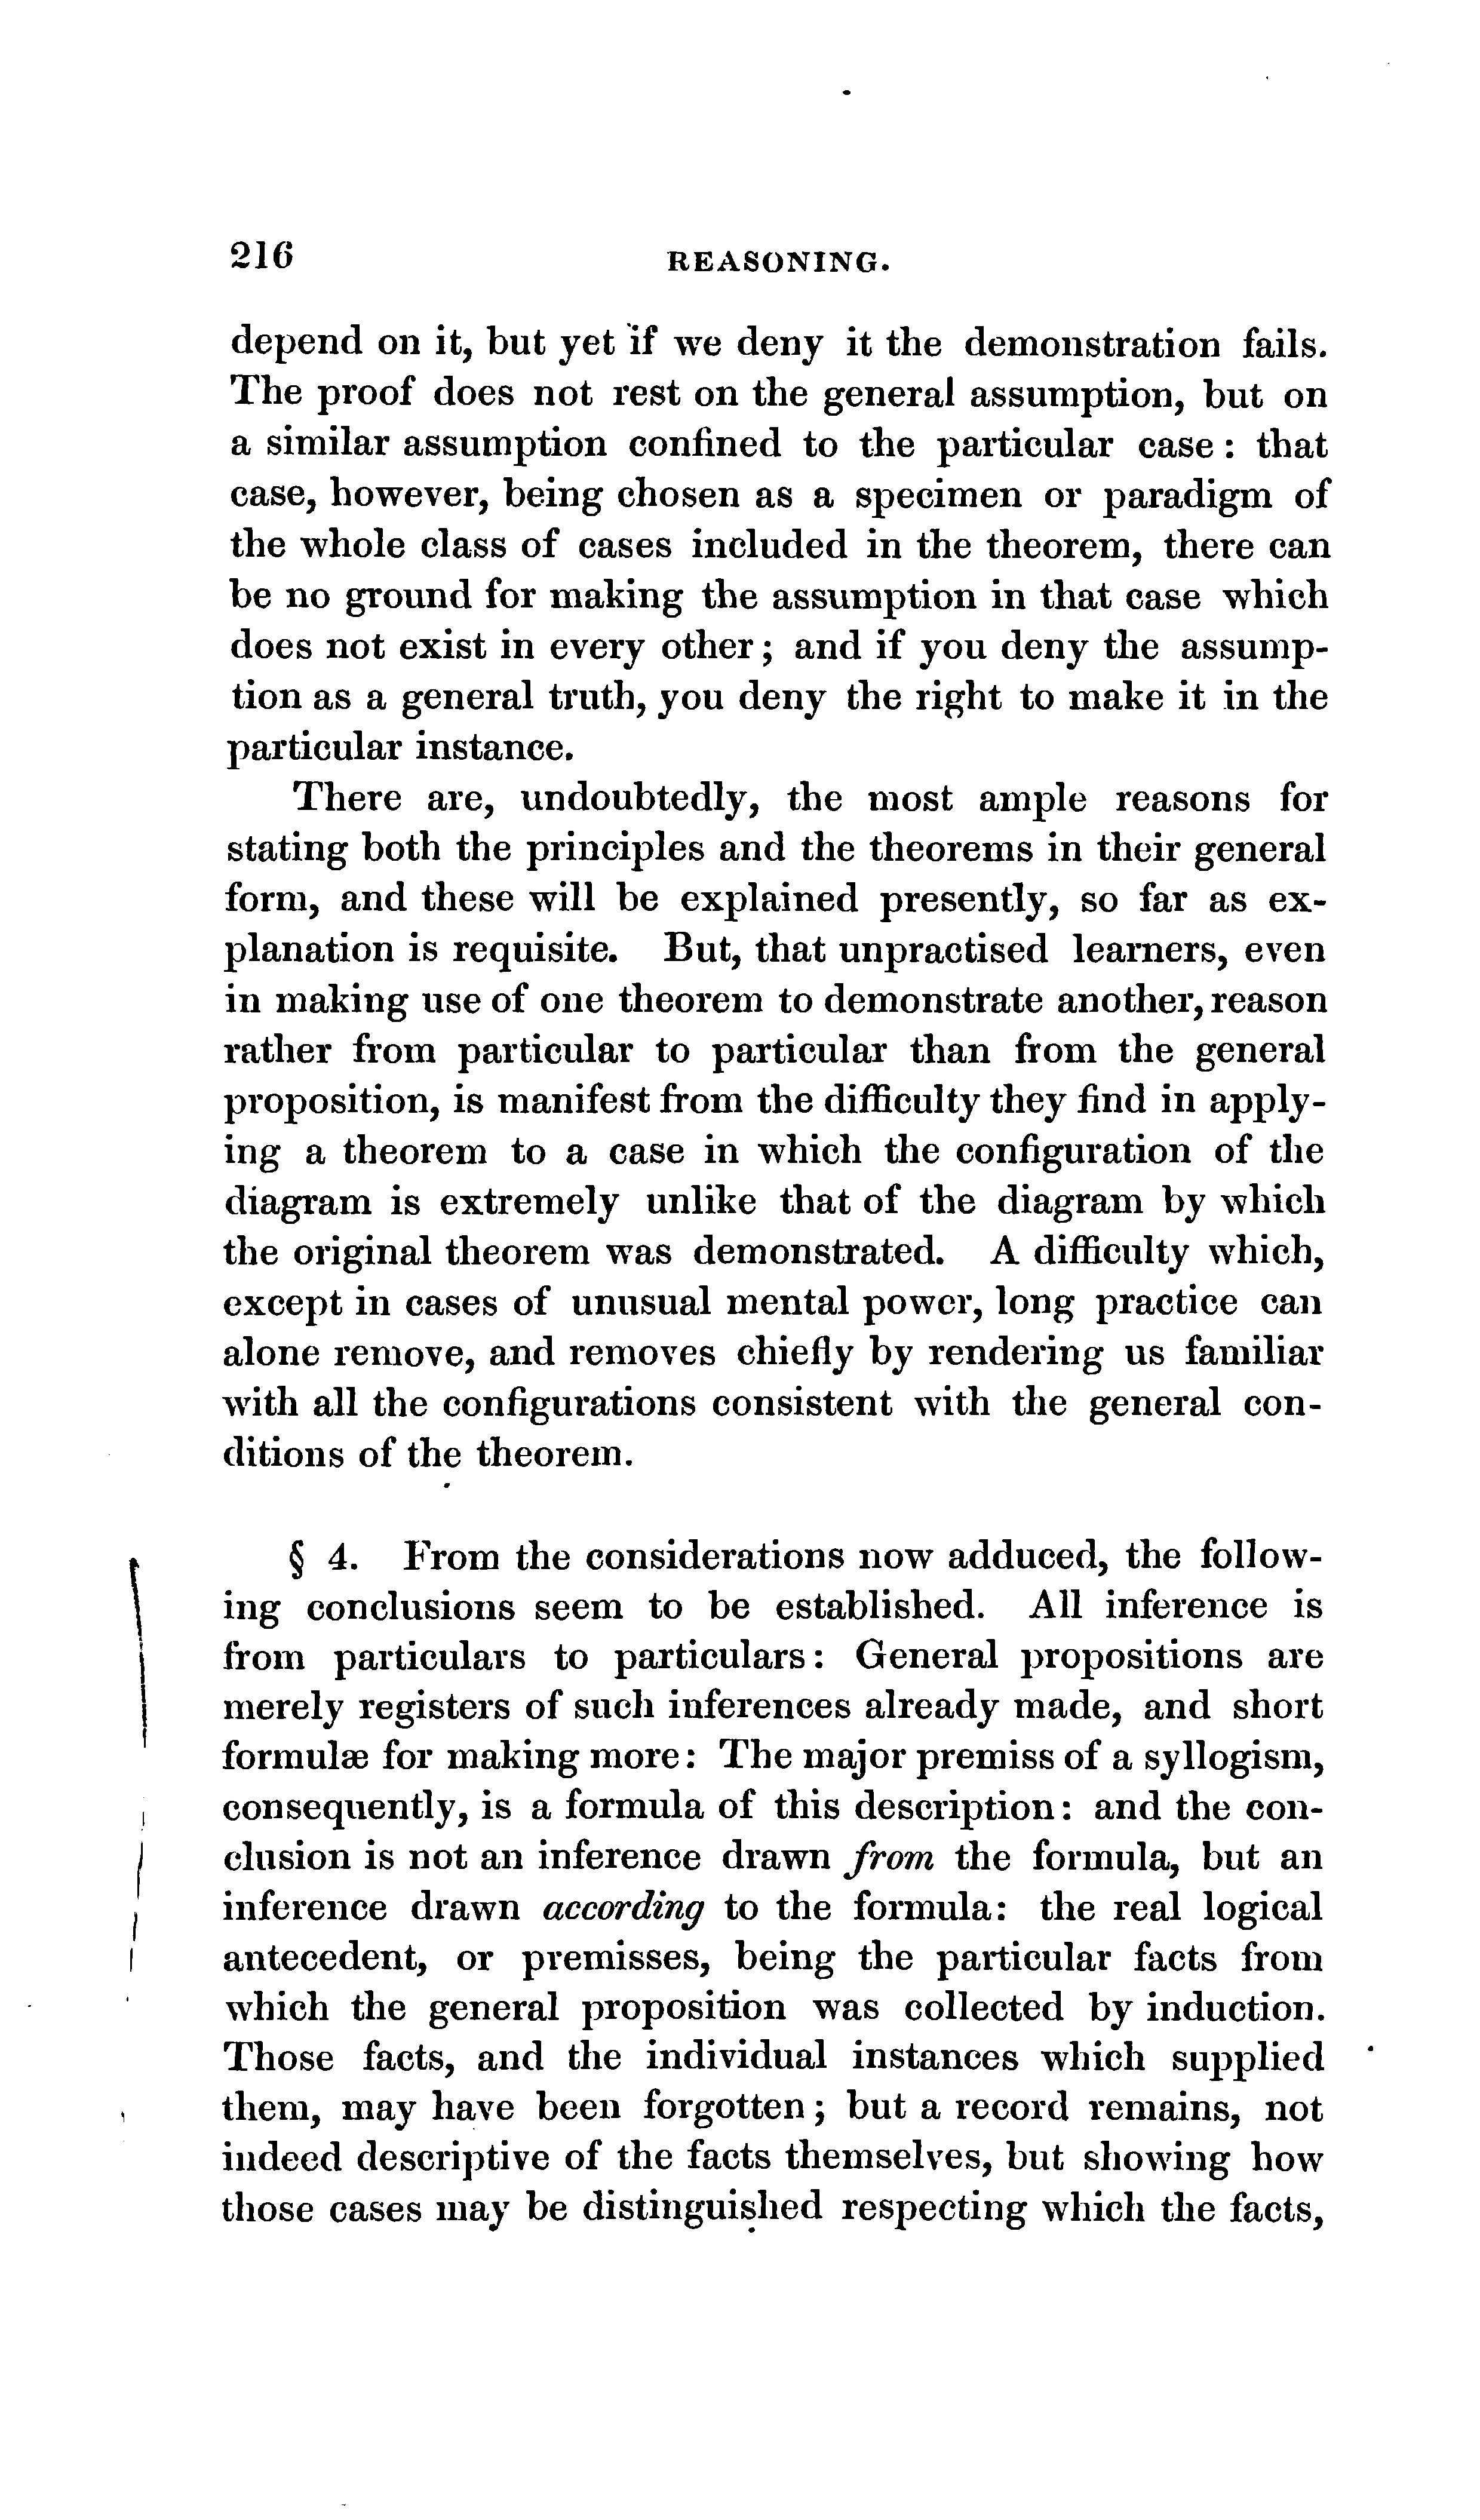 216 REASONING.
depend on it, but yet if we deny it the demonstration fails.
The proof does not rest on the general assumption, but on
a similar assumption confined to the particular case : that
case, however, being chosen as a specimen or paradigm of
the whole class of cases included in the theorem, there can
be no ground for making the assumption in that case which
does not exist in every other ; and if you deny the assump-
tion as a general truth, you deny the right to make it in the
particular instance.
There are, undoubtedly, the most ample reasons for
stating both the principles and the theorems in their general
form, and these will be explained presently, so far as ex-
planation is requisite. But, that unpractised learners, even
in making use of one theorem to demonstrate another, reason
rather from particular to particular than from the general
proposition, is manifest from the difficulty they find in apply-
ing a theorem to a case in which the configuration of the
diagram is extremely unlike that of the diagram by which
the original theorem was demonstrated. A difficulty which,
except in cases of unusual mental power, long practice can
alone remove, and removes chiefly by rendering us familiar
with all the configurations consistent with the general con-
ditions of the theorem.
§ 4. From the considerations now adduced, the follow-
ing conclusions seem to be established. All inference is
from particulars to particulars : General propositions are
merely registers of such inferences already made, and short
formulæ for making more : The major premiss of a syllogism,
consequently, is a formula of this description : and the con-
clusion is not an inference drawn from the formula, but an
inference drawn according to the formula : the real logical
antecedent, or premisses, being the particular facts from
which the general proposition was collected by induction.
Those facts, and the individual instances which supplied
them, may have been forgotten ; but a record remains, not
indeed descriptive of the facts themselves, but showing how
those cases may be distinguished respecting which the facts,